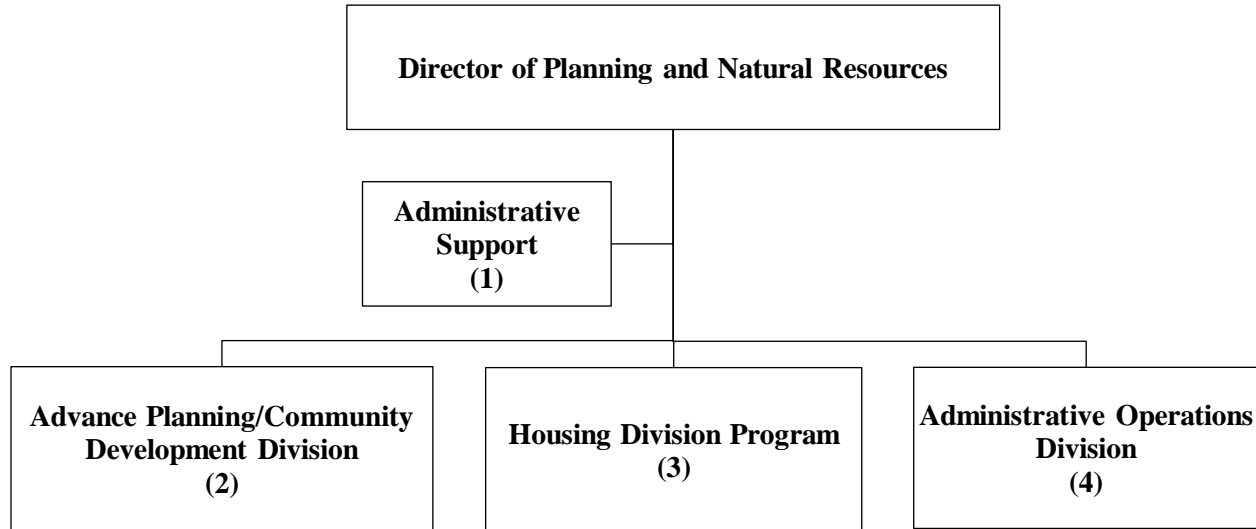 Director of Planning and Natural Resources
Administrative
Support
(1)
Advance Planning/Community
Development Division
(2)
Housing Division Program
(3)
Administrative Operations
Division
(4)